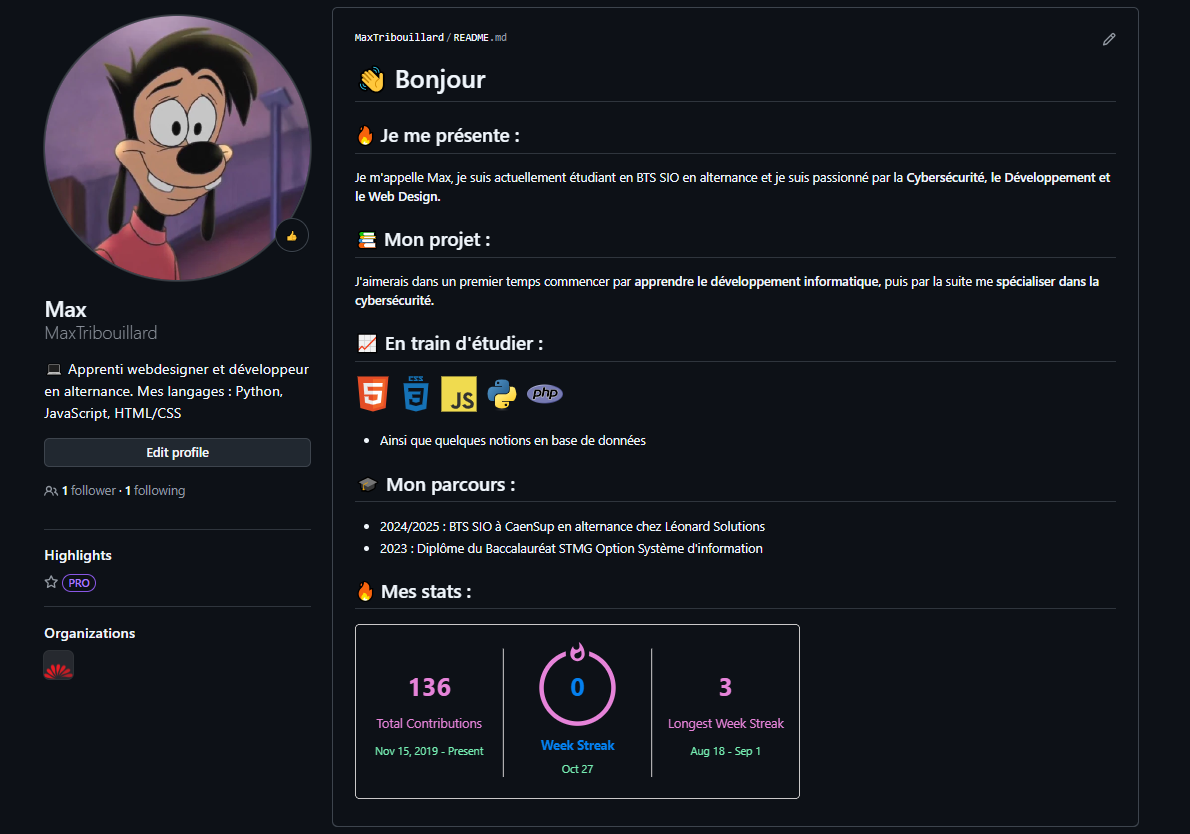 MaxTribouillard / README.md
👋 Bonjour
🔥 Je me présente :
Je m'appelle Max, je suis actuellement étudiant en BTS SIO en alternance et je suis passionné par la Cybersécurité, le Développement et
le Web Design.
📚 Mon projet :
J'aimerais dans un premier temps commencer par apprendre le développement informatique, puis par la suite me spécialiser dans la
cybersécurité.
📈 En train d'étudier :
5
CSS
3
JS
php
Ainsi que quelques notions en base de données
🎓 Mon parcours :
2024/2025 : BTS SIO à CaenSup en alternance chez Léonard Solutions
2023 : Diplôme du Baccalauréat STMG Option Système d'information
🔥 Mes stats :
136
Total Contributions
Nov 15, 2019 - Present
0
Week Streak
Oct 27
3
Longest Week Streak
Aug 18 - Sep 1
Max
MaxTribouillard
💻 Apprenti webdesigner et développeur
en alternance. Mes langages : Python,
JavaScript, HTML/CSS
Edit profile
1 follower · 1 following
Highlights
PRO
Organizations